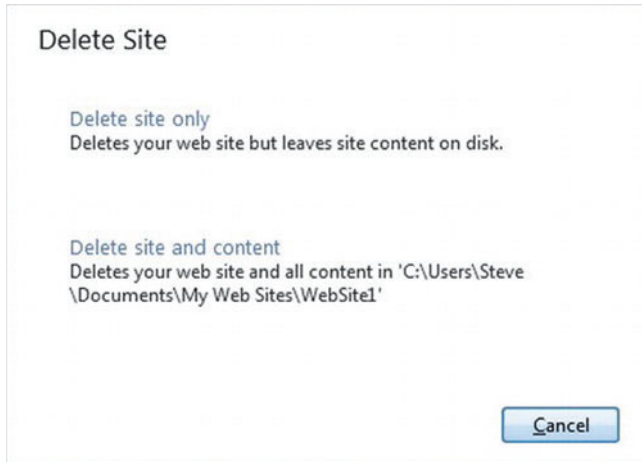 Delete Site
Delete site only
Deletes your web site but leaves site content on disk.
Delete site and content
Deletes your web site and all content in 'C:\Users\Steve
\Documents\My Web Sites\WebSite1'
Cancel